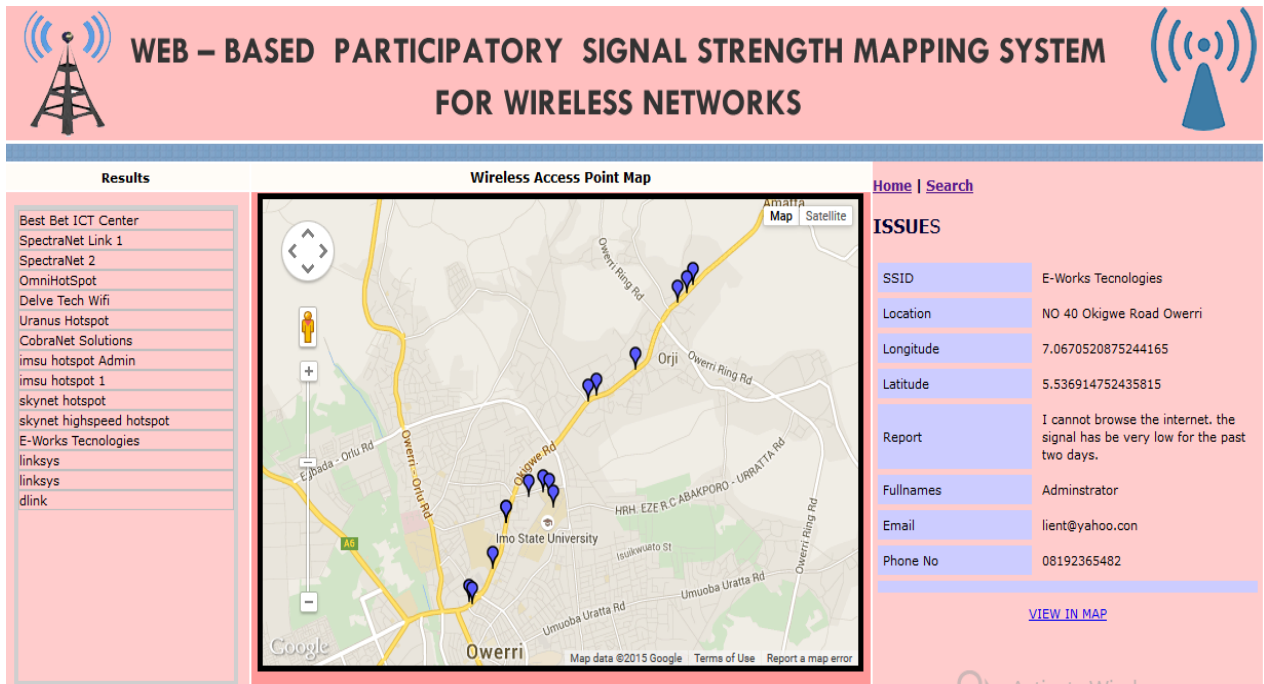 WEB – BASED PARTICIPATORY SIGNAL STRENGTH MAPPING SYSTEM
FOR WIRELESS NETWORKS
Results
Best Bet ICT Center
SpectraNet Link 1
SpectraNet 2
OmniHotSpot
Delve Tech Wifi
Uranus Hotspot
CobraNet Solutions
imsu hotspot Admin
imsu hotspot 1
skynet hotspot
skynet highspeed hotspot
E-Works Tecnologies
linksys
linksys
dlink
Wireless Access Point Map
Amatta
Map Satellite
Owerri Ring Rd
Orji
Owerri Ring Rd
Egbada - Orlu Rd
Owerri - Orlu Rd
Okigwe Rd
HRH. EZE R.C ABAKPORO - URRATTA Rd
Imo State University
Isuikwuato St
Owerri Ring Rd
A6
Umuoba Uratta Rd
Umuoba Uratta Rd
Owerri
Google
Map data ©2015 Google Terms of Use Report a map error
Home | Search
ISSUES
SSID E-Works Tecnologies
Location NO 40 Okigwe Road Owerri
Longitude 7.0670520875244165
Latitude 5.536914752435815
Report I cannot browse the internet. the
signal has be very low for the past
two days.
Fullnames Adminstrator
Email lient@yahoo.con
Phone No 08192365482
VIEW IN MAP